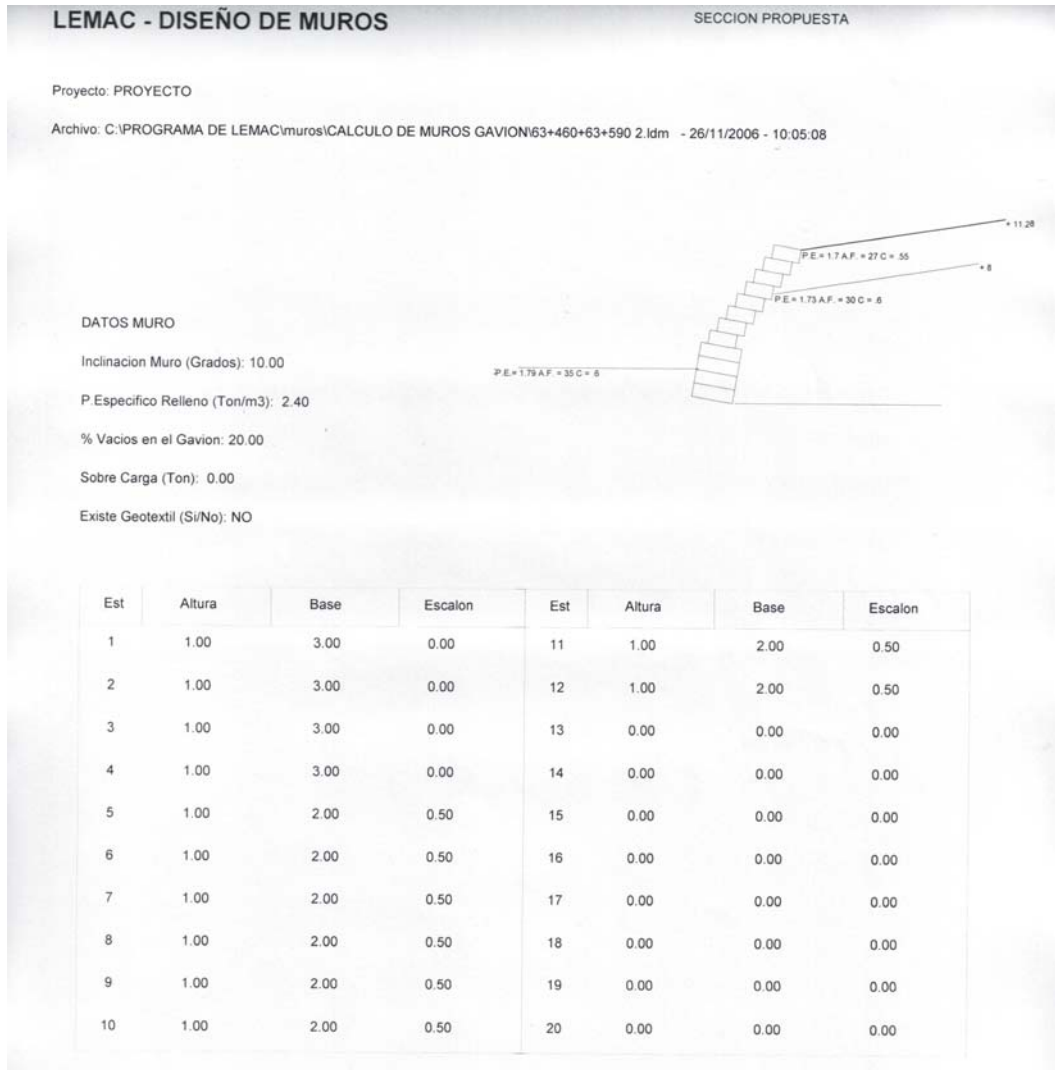 LEMAC - DISEÑO DE MUROS
SECCION PROPUESTA
Proyecto: PROYECTO
Archivo: C:\PROGRAMA DE LEMAC\muros\CALCULO DE MUROS GAVION\63+460+63+590 2.ldm - 26/11/2006 - 10:05:08
+ 11.28
P.E.= 1.7 A.F. = 27 C = .55
+ 8
P.E.= 1.73 A.F. = 30 C = .6
DATOS MURO
Inclinacion Muro (Grados): 10.00
P.E.= 1.79 A.F. = 35 C = .6
P.Especifico Relleno (Ton/m3): 2.40
% Vacios en el Gavion: 20.00
Sobre Carga (Ton): 0.00
Existe Geotextil (Si/No): NO
Est Altura Base Escalon Est Altura Base Escalon
1 1.00 3.00 0.00 11 1.00 2.00 0.50
2 1.00 3.00 0.00 12 1.00 2.00 0.50
3 1.00 3.00 0.00 13 0.00 0.00 0.00
4 1.00 3.00 0.00 14 0.00 0.00 0.00
5 1.00 2.00 0.50 15 0.00 0.00 0.00
6 1.00 2.00 0.50 16 0.00 0.00 0.00
7 1.00 2.00 0.50 17 0.00 0.00 0.00
8 1.00 2.00 0.50 18 0.00 0.00 0.00
9 1.00 2.00 0.50 19 0.00 0.00 0.00
10 1.00 2.00 0.50 20 0.00 0.00 0.00